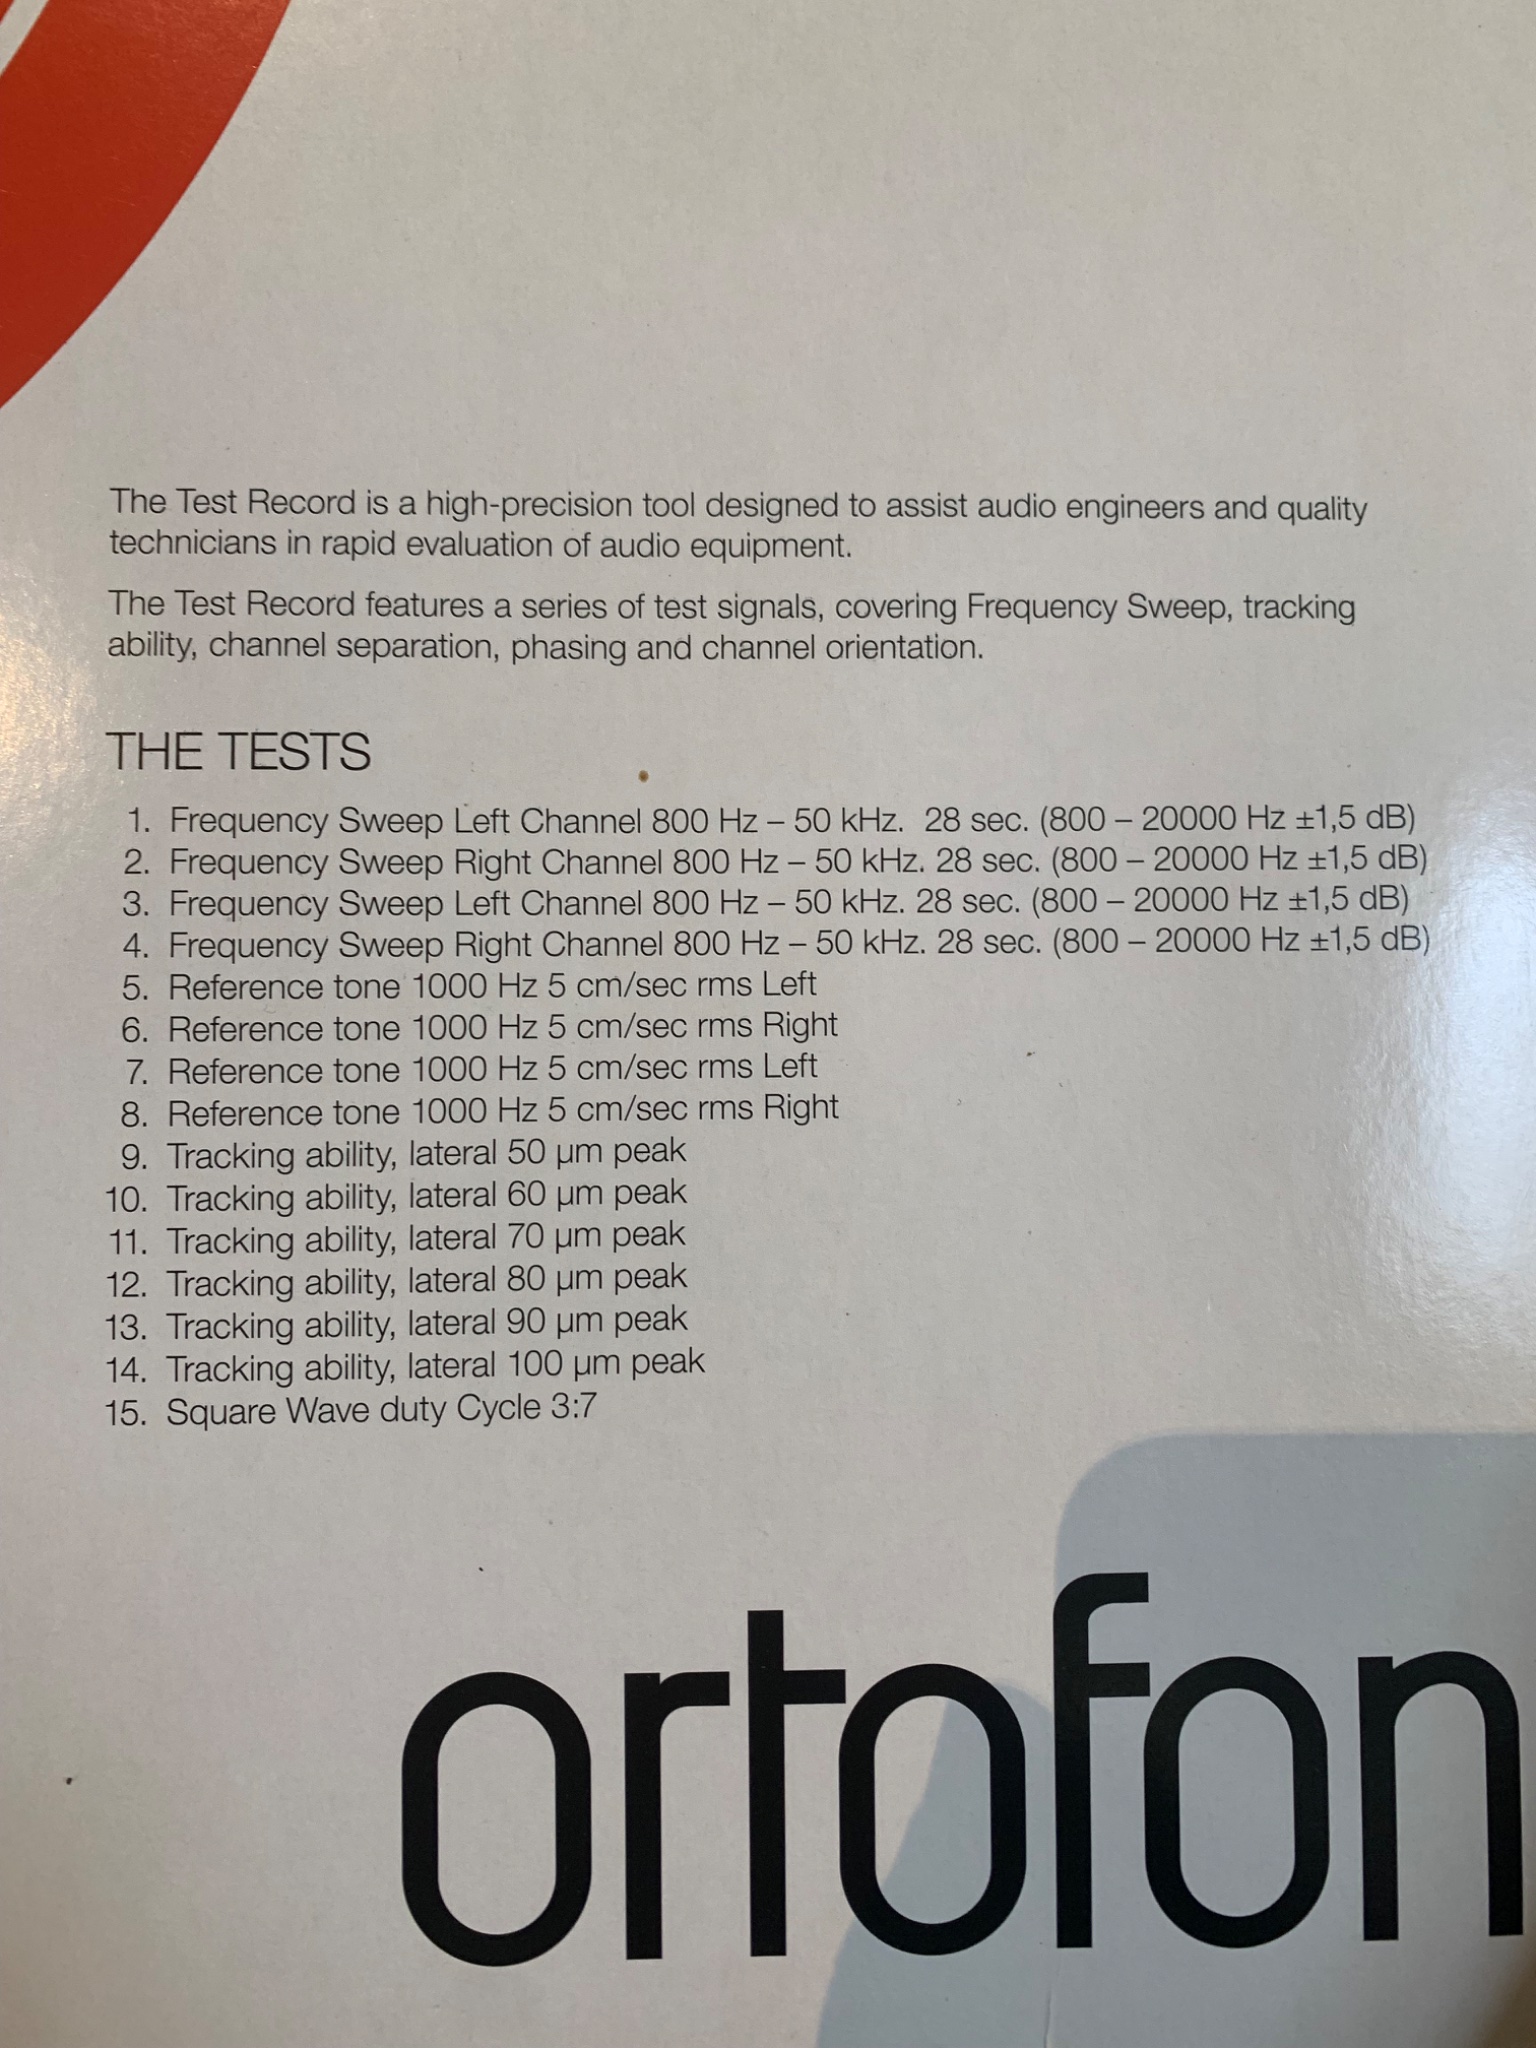 The Test Record is a high-precision tool designed to assist audio engineers and quality
technicians in rapid evaluation of audio equipment.
The Test Record features a series of test signals, covering Frequency Sweep, tracking
ability, channel separation, phasing and channel orientation.
THE TESTS
1. Frequency Sweep Left Channel 800 Hz – 50 kHz. 28 sec. (800 – 20000 Hz ±1,5 dB)
2. Frequency Sweep Right Channel 800 Hz – 50 kHz. 28 sec. (800 – 20000 Hz ±1,5 dB)
3. Frequency Sweep Left Channel 800 Hz – 50 kHz. 28 sec. (800 – 20000 Hz ±1,5 dB)
4. Frequency Sweep Right Channel 800 Hz – 50 kHz. 28 sec. (800 – 20000 Hz ±1,5 dB)
5. Reference tone 1000 Hz 5 cm/sec rms Left
6. Reference tone 1000 Hz 5 cm/sec rms Right
7. Reference tone 1000 Hz 5 cm/sec rms Left
8. Reference tone 1000 Hz 5 cm/sec rms Right
9. Tracking ability, lateral 50 µm peak
10. Tracking ability, lateral 60 µm peak
11. Tracking ability, lateral 70 µm peak
12. Tracking ability, lateral 80 µm peak
13. Tracking ability, lateral 90 µm peak
14. Tracking ability, lateral 100 µm peak
15. Square Wave duty Cycle 3:7
ortofon